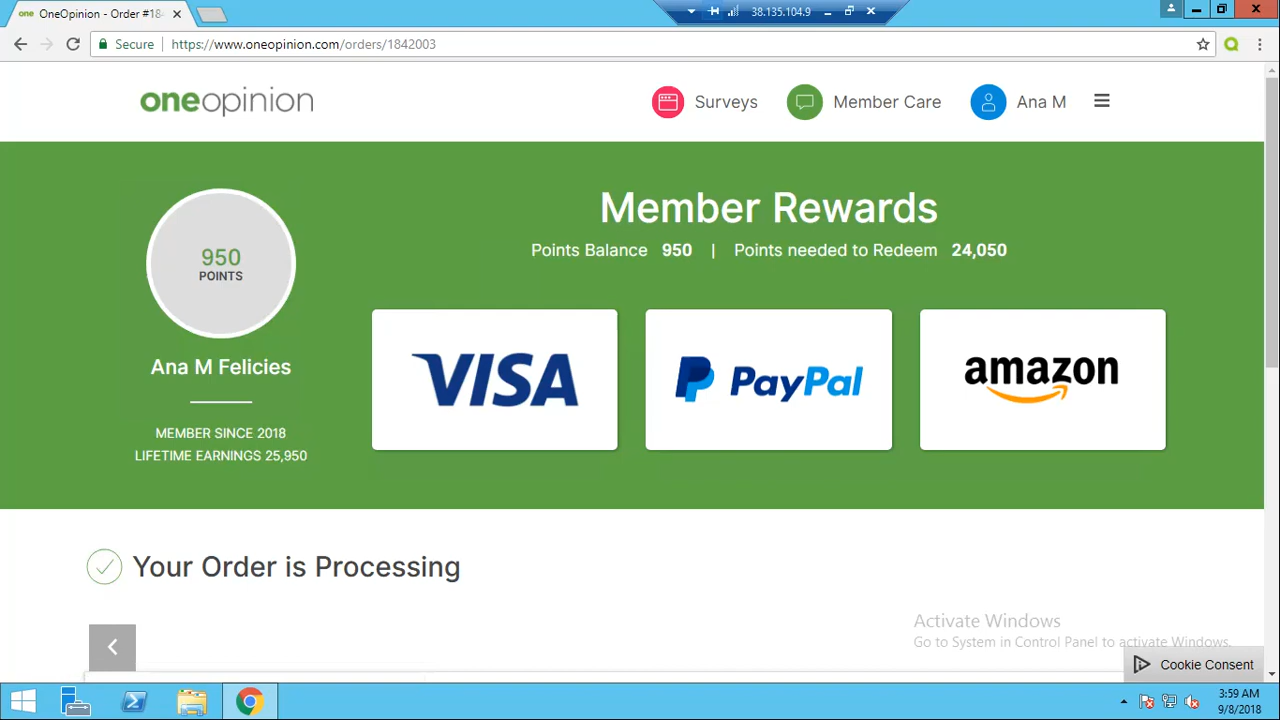 one OneOpinion - Order #18
38.135.104.9
Secure https://www.oneopinion.com/orders/1842003
oneopinion
Surveys
Member Care
Ana M
Member Rewards
Points Balance 950 | Points needed to Redeem 24,050
950
POINTS
VISA
PayPal
amazon
Ana M Felicies
MEMBER SINCE 2018
LIFETIME EARNINGS 25,950
Your Order is Processing
Activate Windows
Go to System in Control Panel to activate Windows.
Cookie Consent
3:59 AM
9/8/2018